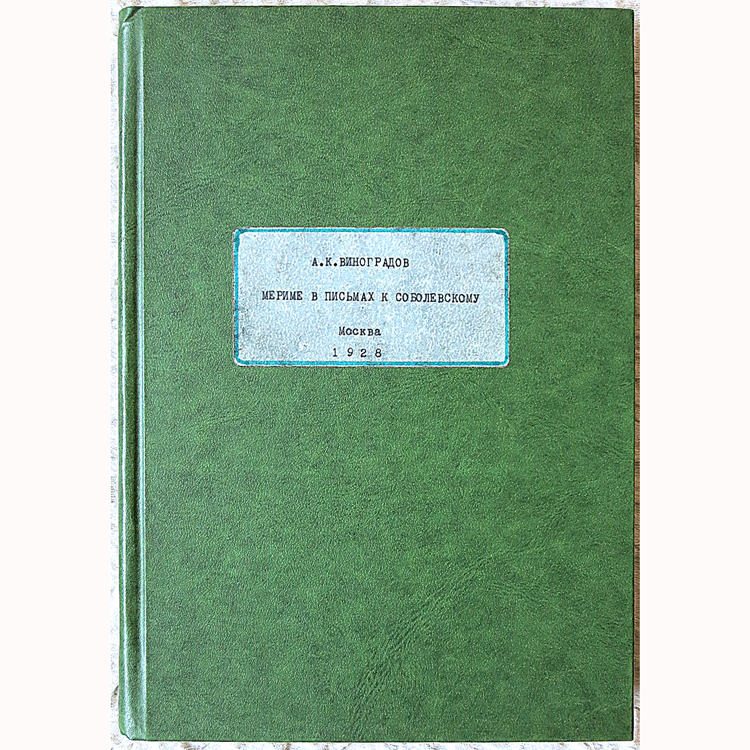 А.К.ВИНОГРАДОВ
МЕРИМЕ В ПИСЬМАХ К СОБОЛЕВСКОМУ
Москва
1928